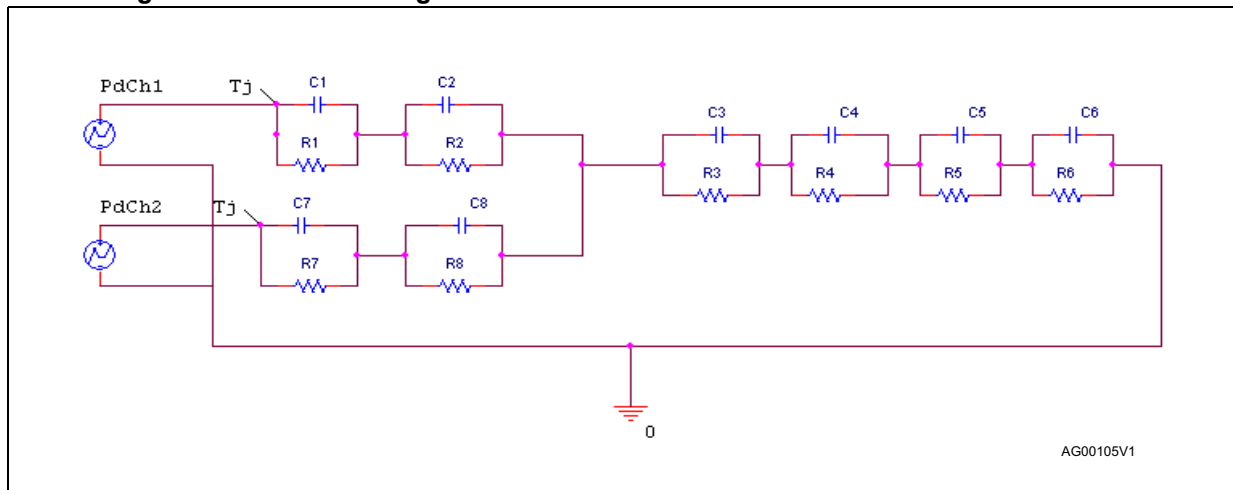 PdCh1
Tj
C1
C2
R1
R2
C3
C4
C5
C6
R3
R4
R5
R6
PdCh2
Tj
C7
C8
R7
R8
0
AG00105V1